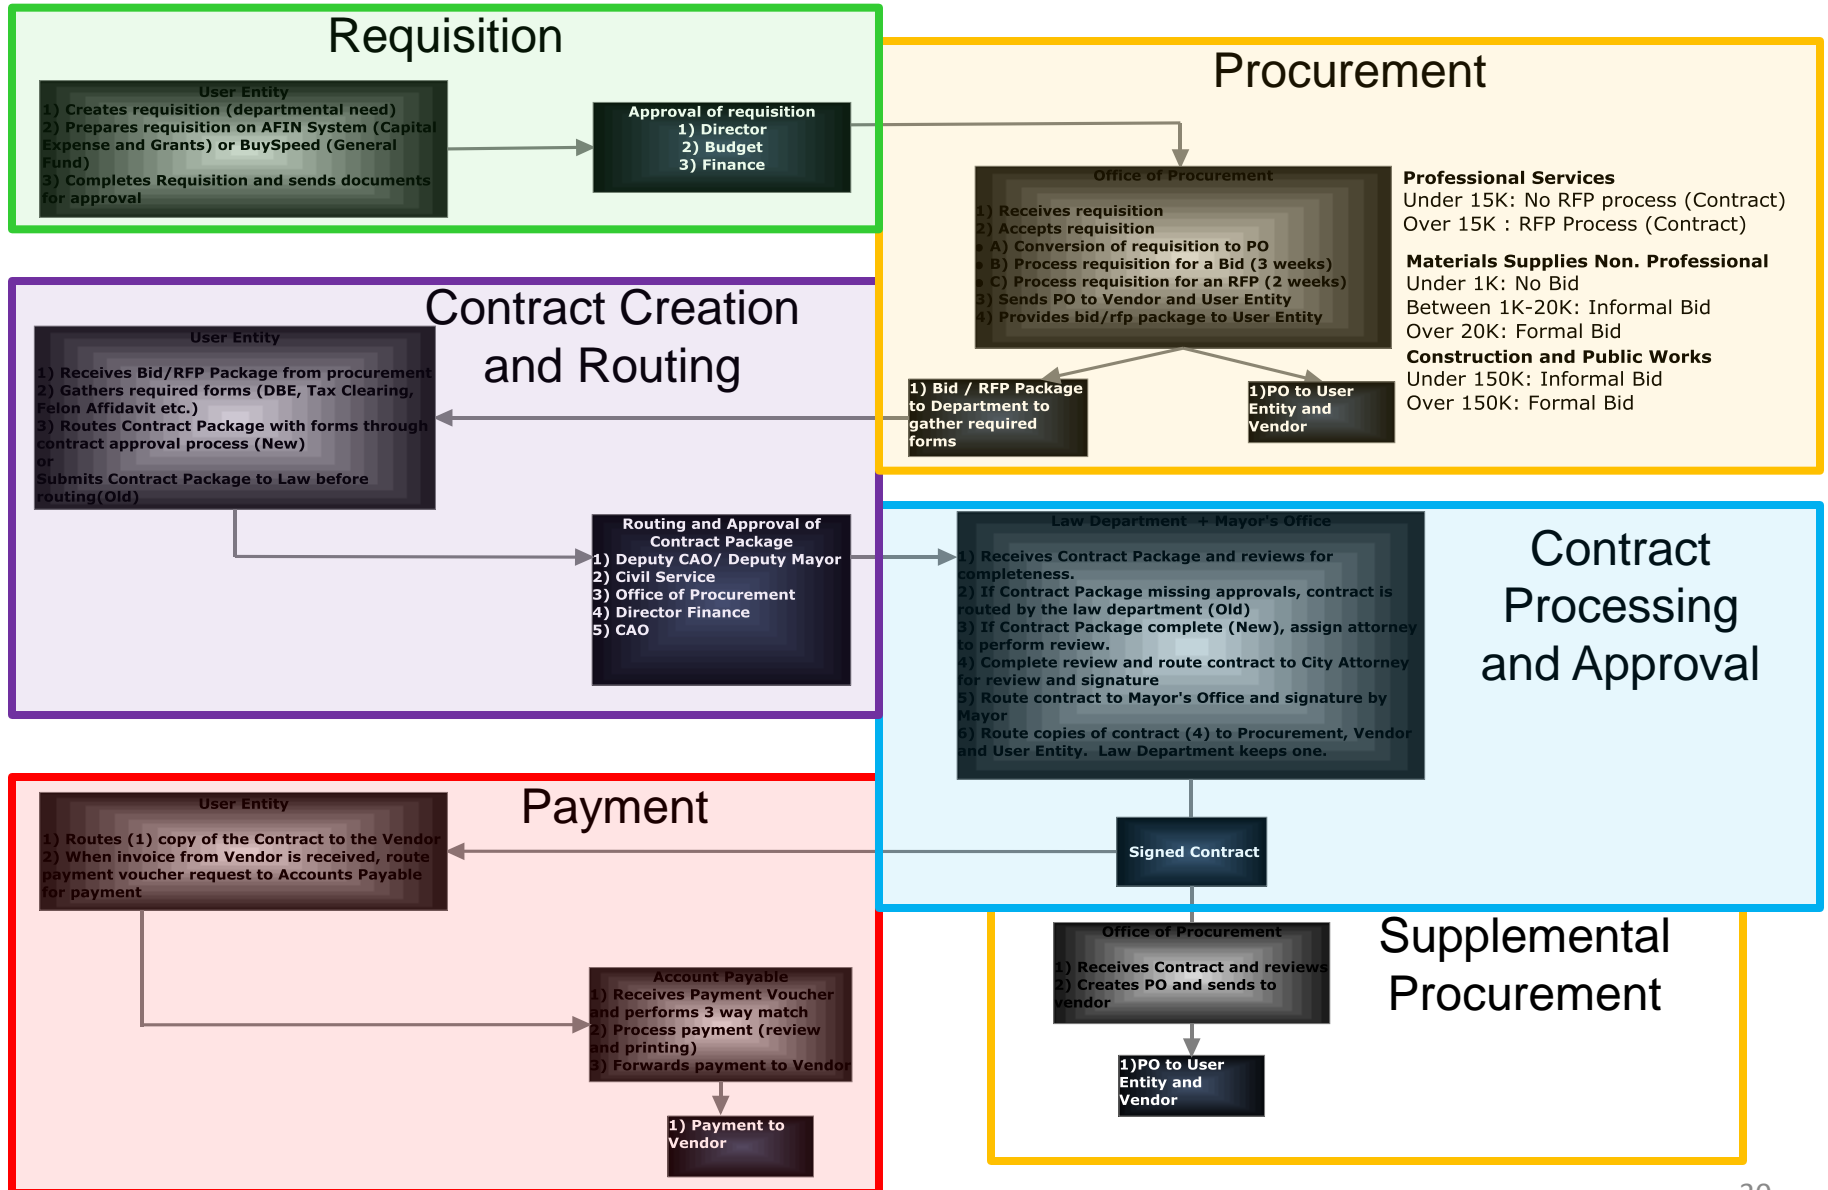 Requisition
User Entity
1) Creates requisition (departmental need)
2) Prepares requisition on AFIN System (Capital
Expense and Grants) or BuySpeed (General
Fund)
3) Completes Requisition and sends documents
for approval
Approval of requisition
1) Director
2) Budget
3) Finance
Procurement
Office of Procurement
1) Receives requisition
2) Accepts requisition
• A) Conversion of requisition to PO
• B) Process requisition for a Bid (3 weeks)
• C) Process requisition for an RFP (2 weeks)
3) Sends PO to Vendor and User Entity
4) Provides bid/rfp package to User Entity
Professional Services
Under 15K: No RFP process (Contract)
Over 15K : RFP Process (Contract)
Materials Supplies Non. Professional
Under 1K: No Bid
Between 1K-20K: Informal Bid
Over 20K: Formal Bid
Construction and Public Works
Under 150K: Informal Bid
Over 150K: Formal Bid
1) Bid / RFP Package
to Department to
gather required
forms
1)PO to User
Entity and
Vendor
Contract Creation
and Routing
User Entity
1) Receives Bid/RFP Package from procurement
2) Gathers required forms (DBE, Tax Clearing,
Felon Affidavit etc.)
3) Routes Contract Package with forms through
contract approval process (New)
or
Submits Contract Package to Law before
routing(Old)
Routing and Approval of
Contract Package
1) Deputy CAO/ Deputy Mayor
2) Civil Service
3) Office of Procurement
4) Director Finance
5) CAO
Law Department + Mayor's Office
1) Receives Contract Package and reviews for
completeness.
2) If Contract Package missing approvals, contract is
routed by the law department (Old)
3) If Contract Package complete (New), assign attorney
to perform review.
4) Complete review and route contract to City Attorney
for review and signature
5) Route contract to Mayor's Office and signature by
Mayor
6) Route copies of contract (4) to Procurement, Vendor
and User Entity. Law Department keeps one.
Contract
Processing
and Approval
Signed Contract
Payment
User Entity
1) Routes (1) copy of the Contract to the Vendor
2) When invoice from Vendor is received, route
payment voucher request to Accounts Payable
for payment
Account Payable
1) Receives Payment Voucher
and performs 3 way match
2) Process payment (review
and printing)
3) Forwards payment to Vendor
1) Payment to
Vendor
Supplemental
Procurement
Office of Procurement
1) Receives Contract and reviews
2) Creates PO and sends to
vendor
1)PO to User
Entity and
Vendor